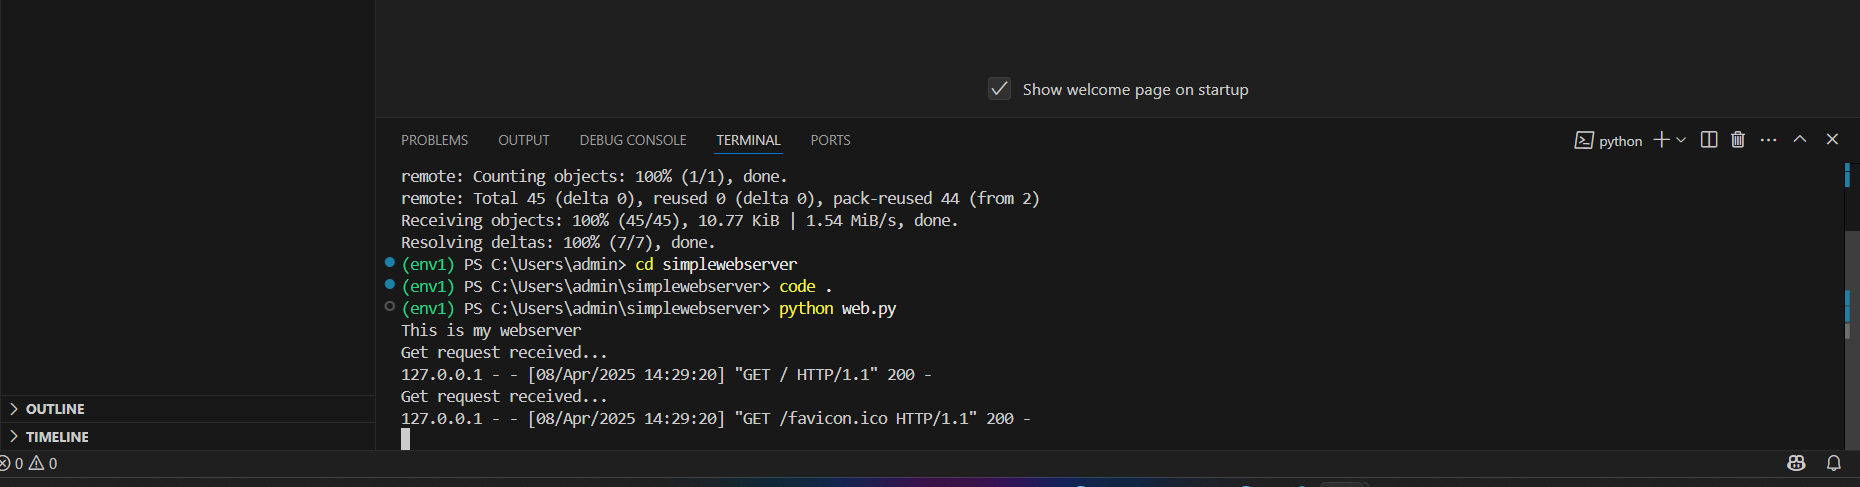 Show welcome page on startup
PROBLEMS OUTPUT DEBUG CONSOLE TERMINAL PORTS python
remote: Counting objects: 100% (1/1), done.
remote: Total 45 (delta 0), reused 0 (delta 0), pack-reused 44 (from 2)
Receiving objects: 100% (45/45), 10.77 KiB | 1.54 MiB/s, done.
Resolving deltas: 100% (7/7), done.
(env1) PS C:\Users\admin> cd simplewebserver
(env1) PS C:\Users\admin\simplewebserver> code .
(env1) PS C:\Users\admin\simplewebserver> python web.py
This is my webserver
Get request received...
127.0.0.1 - - [08/Apr/2025 14:29:20] "GET / HTTP/1.1" 200 -
Get request received...
127.0.0.1 - - [08/Apr/2025 14:29:20] "GET /favicon.ico HTTP/1.1" 200 -
OUTLINE
TIMELINE
0 0